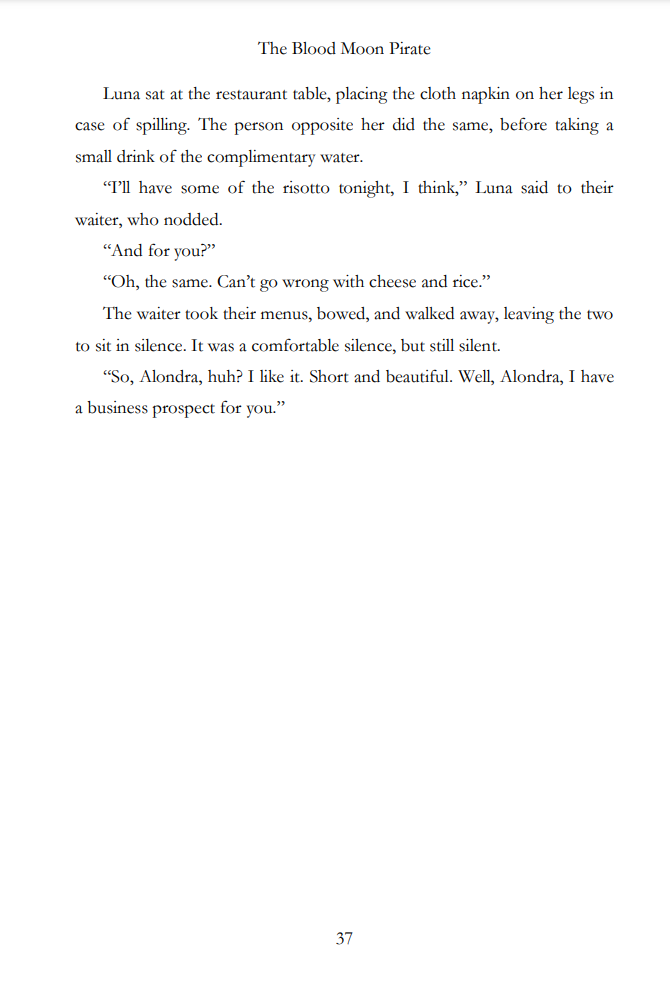 The Blood Moon Pirate
Luna sat at the restaurant table, placing the cloth napkin on her legs in
case of spilling. The person opposite her did the same, before taking a
small drink of the complimentary water.
“I’ll have some of the risotto tonight, I think,” Luna said to their
waiter, who nodded.
“And for you?”
“Oh, the same. Can’t go wrong with cheese and rice.”
The waiter took their menus, bowed, and walked away, leaving the two
to sit in silence. It was a comfortable silence, but still silent.
“So, Alondra, huh? I like it. Short and beautiful. Well, Alondra, I have
a business prospect for you.”
37